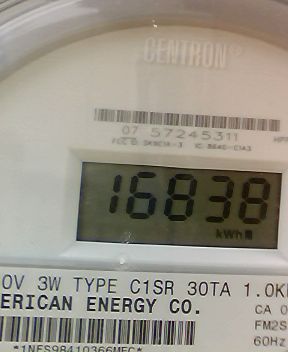 CENTRON®
07 57245311
16838
kWh
0V 3W TYPE C1SR 30TA 1.0K
ERICAN ENERGY CO.
CA 0
FM2S
60Hz
*1NES98410366MEC*